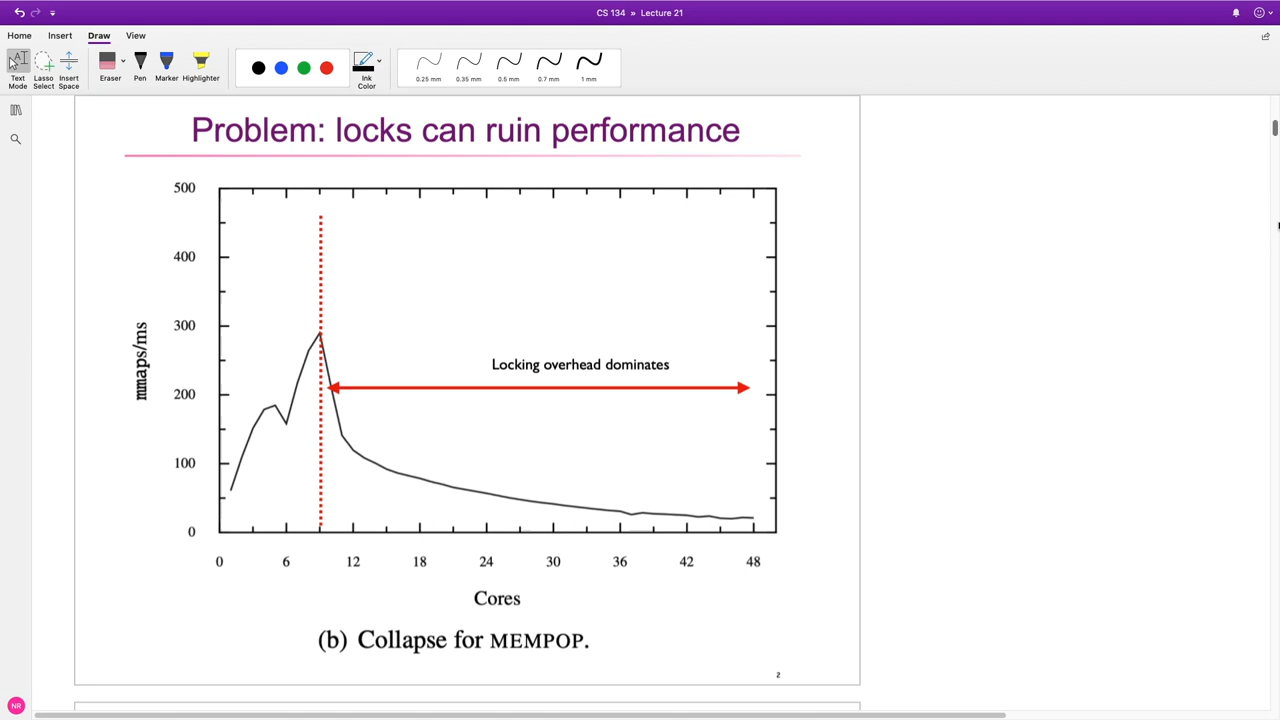 CS 134 » Lecture 21
Home Insert Draw View
Text Mode
Lasso Select
Insert Space
Eraser
Pen
Marker
Highlighter
Ink Color
0.25 mm
0.35 mm
0.5 mm
0.7 mm
1 mm
Problem: locks can ruin performance
500
400
300
200
100
0
mmaps/ms
Locking overhead dominates
0 6 12 18 24 30 36 42 48
Cores
(b) Collapse for MEMPOP.
2
NR